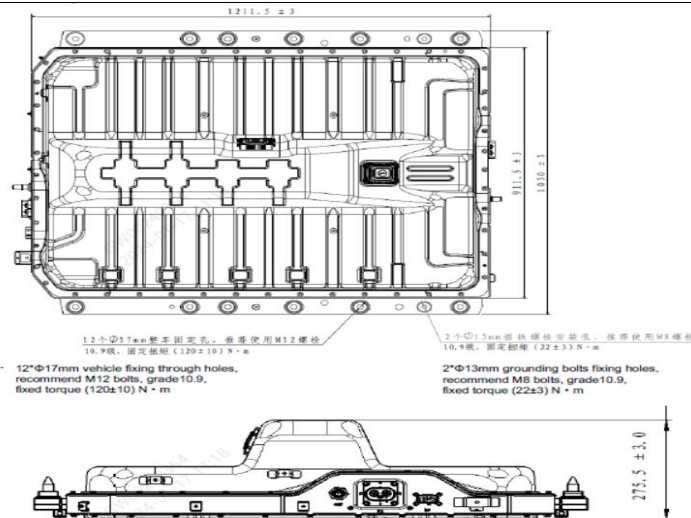 1211.5 ±3
911.5 ±3
1030 ±3
12个Φ17mm整车固定孔，推荐使用M12螺栓
10.9级，固定扭矩（120±10）N·m
2个Φ13mm搭铁螺栓安装孔，推荐使用M8螺栓
10.9级，固定扭矩（22±3）N·m
12*Φ17mm vehicle fixing through holes,
recommend M12 bolts, grade10.9,
fixed torque (120±10) N·m
2*Φ13mm grounding bolts fixing holes,
recommend M8 bolts, grade10.9,
fixed torque (22±3) N·m
275.5 ±3.0